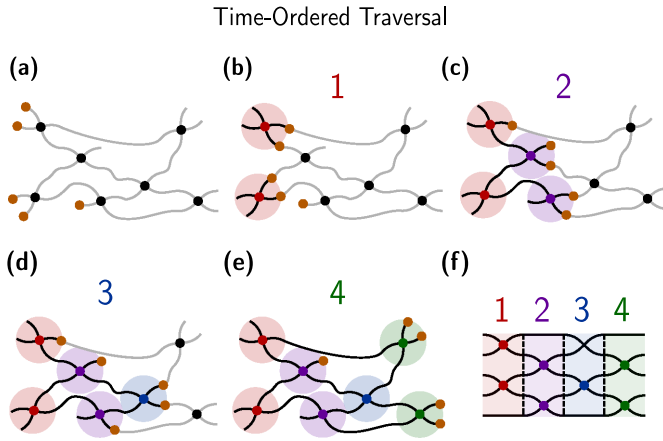 Time-Ordered Traversal
(a) (b) (c)
1 2
(d) (e) (f)
3 4
1 2 3 4